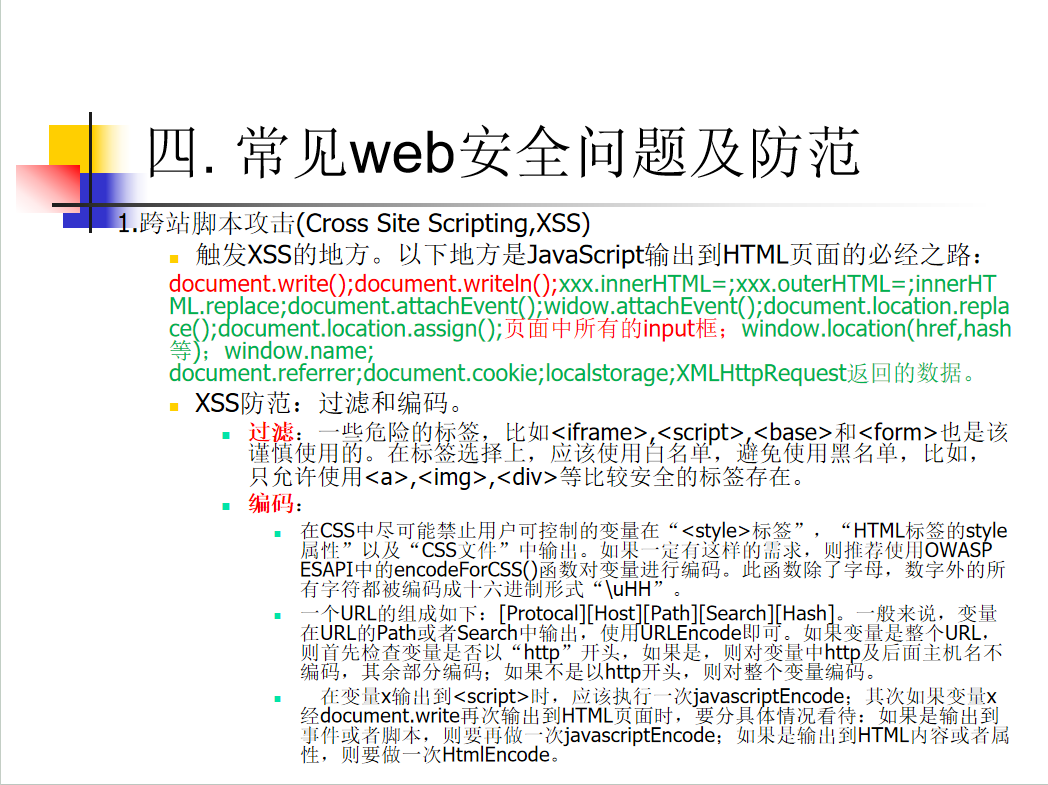 四. 常见web安全问题及防范
1.跨站脚本攻击(Cross Site Scripting,XSS)
触发XSS的地方。以下地方是JavaScript输出到HTML页面的必经之路：
document.write();document.writeln();xxx.innerHTML=;xxx.outerHTML=;innerHT
ML.replace;document.attachEvent();widow.attachEvent();document.location.repla
ce();document.location.assign();页面中所有的input框；window.location(href,hash
等)；window.name;
document.referrer;document.cookie;localstorage;XMLHttpRequest返回的数据。
XSS防范：过滤和编码。
过滤：一些危险的标签，比如<iframe>,<script>,<base>和<form>也是该
谨慎使用的。在标签选择上，应该使用白名单，避免使用黑名单，比如，
只允许使用<a>,<img>,<div>等比较安全的标签存在。
编码：
在CSS中尽可能禁止用户可控制的变量在“<style>标签”，“HTML标签的style
属性”以及“CSS文件”中输出。如果一定有这样的需求，则推荐使用OWASP
ESAPI中的encodeForCSS()函数对变量进行编码。此函数除了字母，数字外的所
有字符都被编码成十六进制形式“\uHH”。
一个URL的组成如下：[Protocal][Host][Path][Search][Hash]。一般来说，变量
在URL的Path或者Search中输出，使用URLEncode即可。如果变量是整个URL，
则首先检查变量是否以“http”开头，如果是，则对变量中http及后面主机名不
编码，其余部分编码；如果不是以http开头，则对整个变量编码。
在变量x输出到<script>时，应该执行一次javascriptEncode；其次如果变量x
经document.write再次输出到HTML页面时，要分具体情况看待：如果是输出到
事件或者脚本，则要再做一次javascriptEncode；如果是输出到HTML内容或者属
性，则要做一次HtmlEncode。